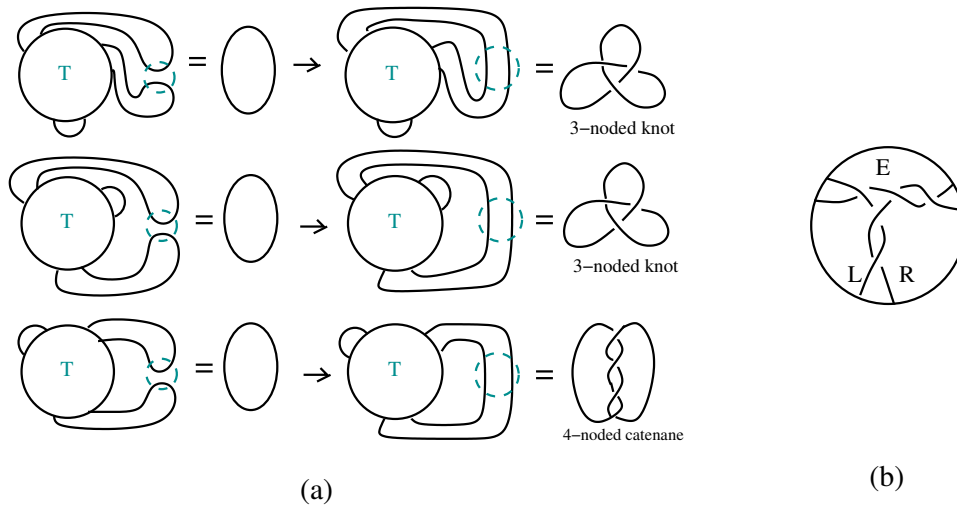 T = → T =
3−noded knot
T = → T =
3−noded knot
T = → T =
4−noded catenane
(a)
E
L R
(b)